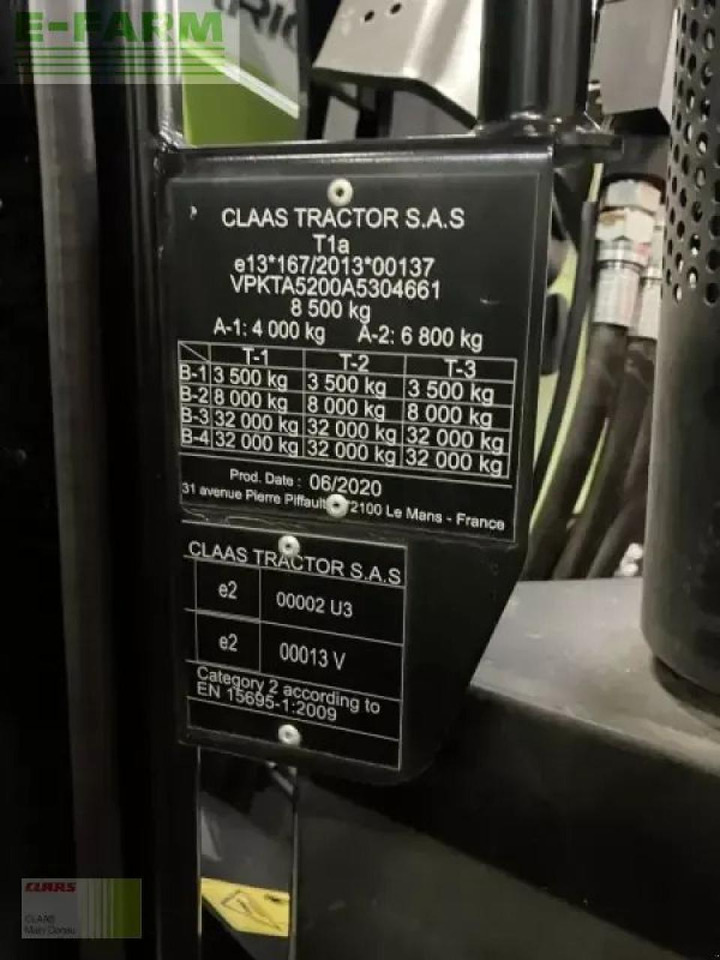 E-FARM
CLAAS TRACTOR S.A.S
T1a
e13*167/2013*00137
VPKTA5200A5304661
8 500 kg
A-1: 4 000 kg A-2: 6 800 kg
T-1 T-2 T-3
B-1 3 500 kg 3 500 kg 3 500 kg
B-2 8 000 kg 8 000 kg 8 000 kg
B-3 32 000 kg 32 000 kg 32 000 kg
B-4 32 000 kg 32 000 kg 32 000 kg
Prod. Date : 06/2020
31 avenue Pierre Piffault 72100 Le Mans - France
CLAAS TRACTOR S.A.S
e2 00002 U3
e2 00013 V
Category 2 according to
EN 15695-1:2009
CLAAS
CLAAS
Main Donau